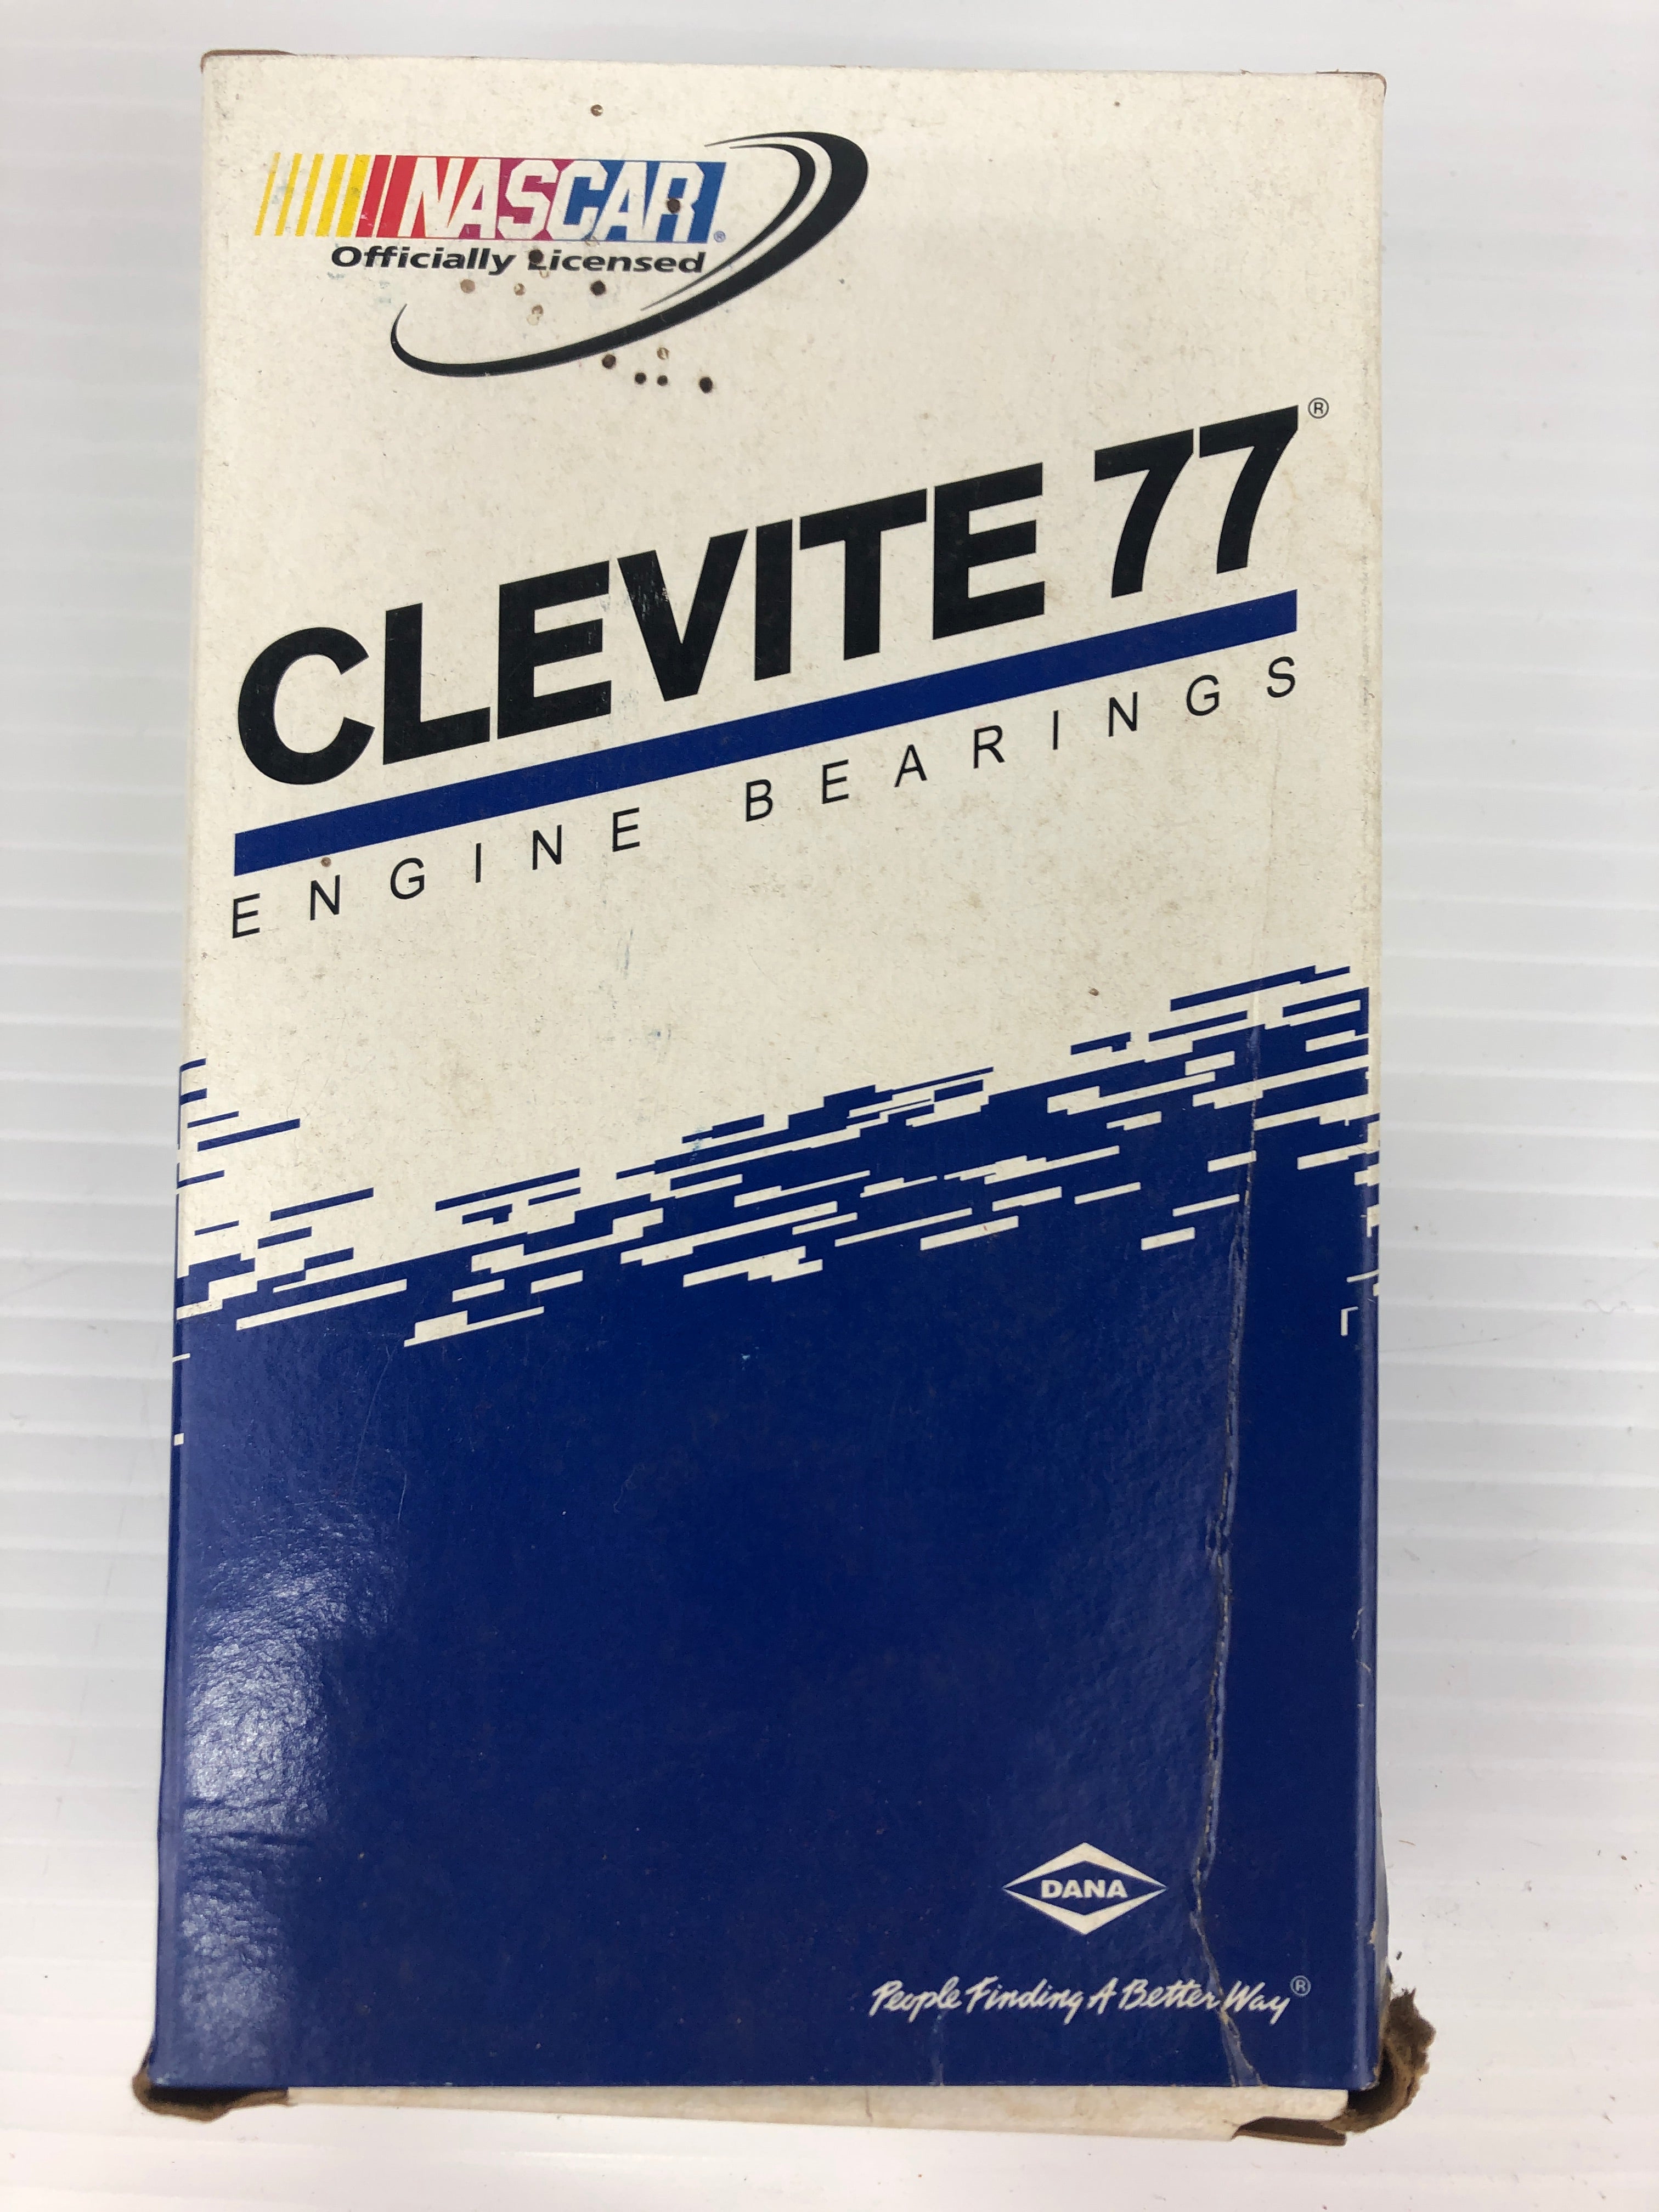 NASCAR®
Officially Licensed
CLEVITE 77®
ENGINE BEARINGS
DANA
People Finding A Better Way®